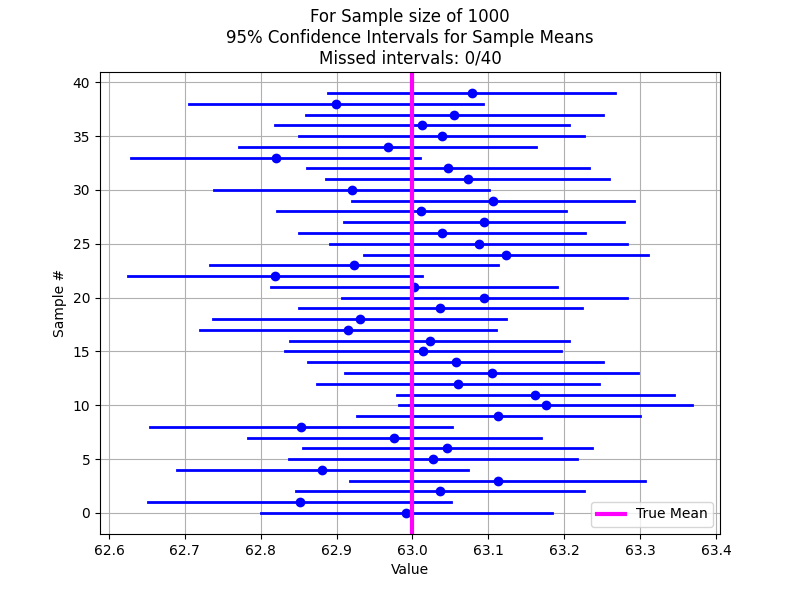 For Sample size of 1000
95% Confidence Intervals for Sample Means
Missed intervals: 0/40
40
35
30
25
20
15
10
5
0
Sample #
True Mean
62.6 62.7 62.8 62.9 63.0 63.1 63.2 63.3 63.4
Value